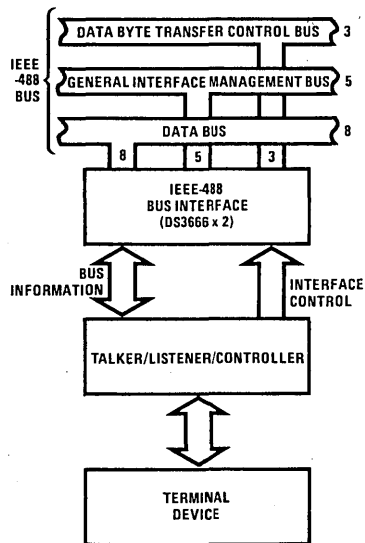 DATA BYTE TRANSFER CONTROL BUS
3
IEEE
-488
BUS
GENERAL INTERFACE MANAGEMENT BUS
5
DATA BUS
8
8
5
3
IEEE-488
BUS INTERFACE
(DS3666 x 2)
BUS
INFORMATION
INTERFACE
CONTROL
TALKER/LISTENER/CONTROLLER
TERMINAL
DEVICE